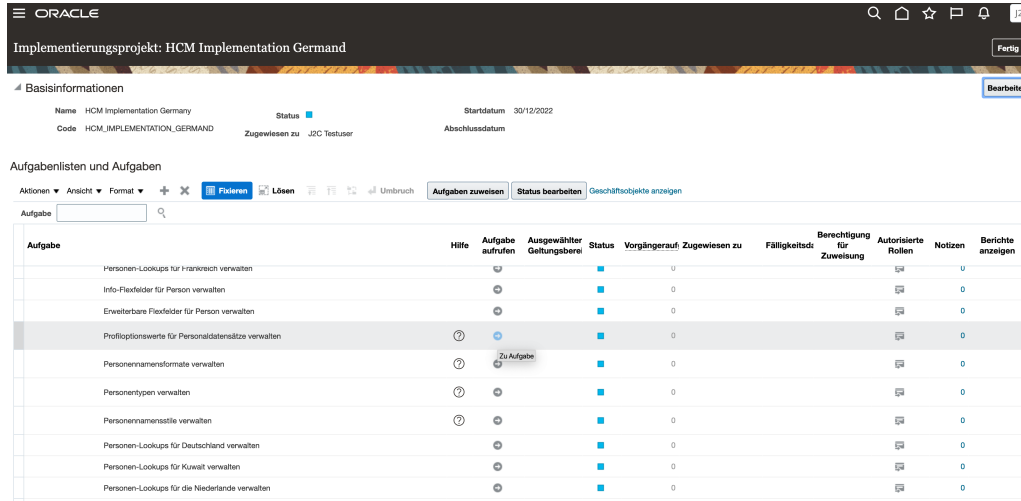 ORACLE
Implementierungsprojekt: HCM Implementation Germand
Fertig
Basisinformationen
Bearbeite
Name HCM Implementation Germany
Status
Startdatum 30/12/2022
Code HCM_IMPLEMENTATION_GERMAND
Zugewiesen zu J2C Testuser
Abschlussdatum
Aufgabenlisten und Aufgaben
Aktionen Ansicht Format Fixieren Lösen Umbruch Aufgaben zuweisen Status bearbeiten Geschäftsobjekte anzeigen
Aufgabe
Aufgabe Hilfe Aufgabe aufrufen Ausgewählter Geltungsberei Status Vorgängerauf Zugewiesen zu Fälligkeitsda Berechtigung für Zuweisung Autorisierte Rollen Notizen Berichte anzeigen
Personen-Lookups für Frankreich verwalten 0 0
Info-Flexfelder für Person verwalten 0 0
Erweiterbare Flexfelder für Person verwalten 0 0
Profiloptionswerte für Personaldatensätze verwalten 0 0
Zu Aufgabe
Personennamensformate verwalten 0 0
Personentypen verwalten 0 0
Personennamensstile verwalten 0 0
Personen-Lookups für Deutschland verwalten 0 0
Personen-Lookups für Kuwait verwalten 0 0
Personen-Lookups für die Niederlande verwalten 0 0